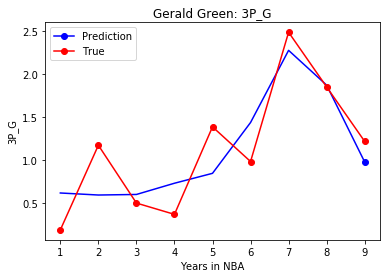 Gerald Green: 3P_G
Prediction
True
2.5
2.0
1.5
1.0
0.5
3P_G
1 2 3 4 5 6 7 8 9
Years in NBA